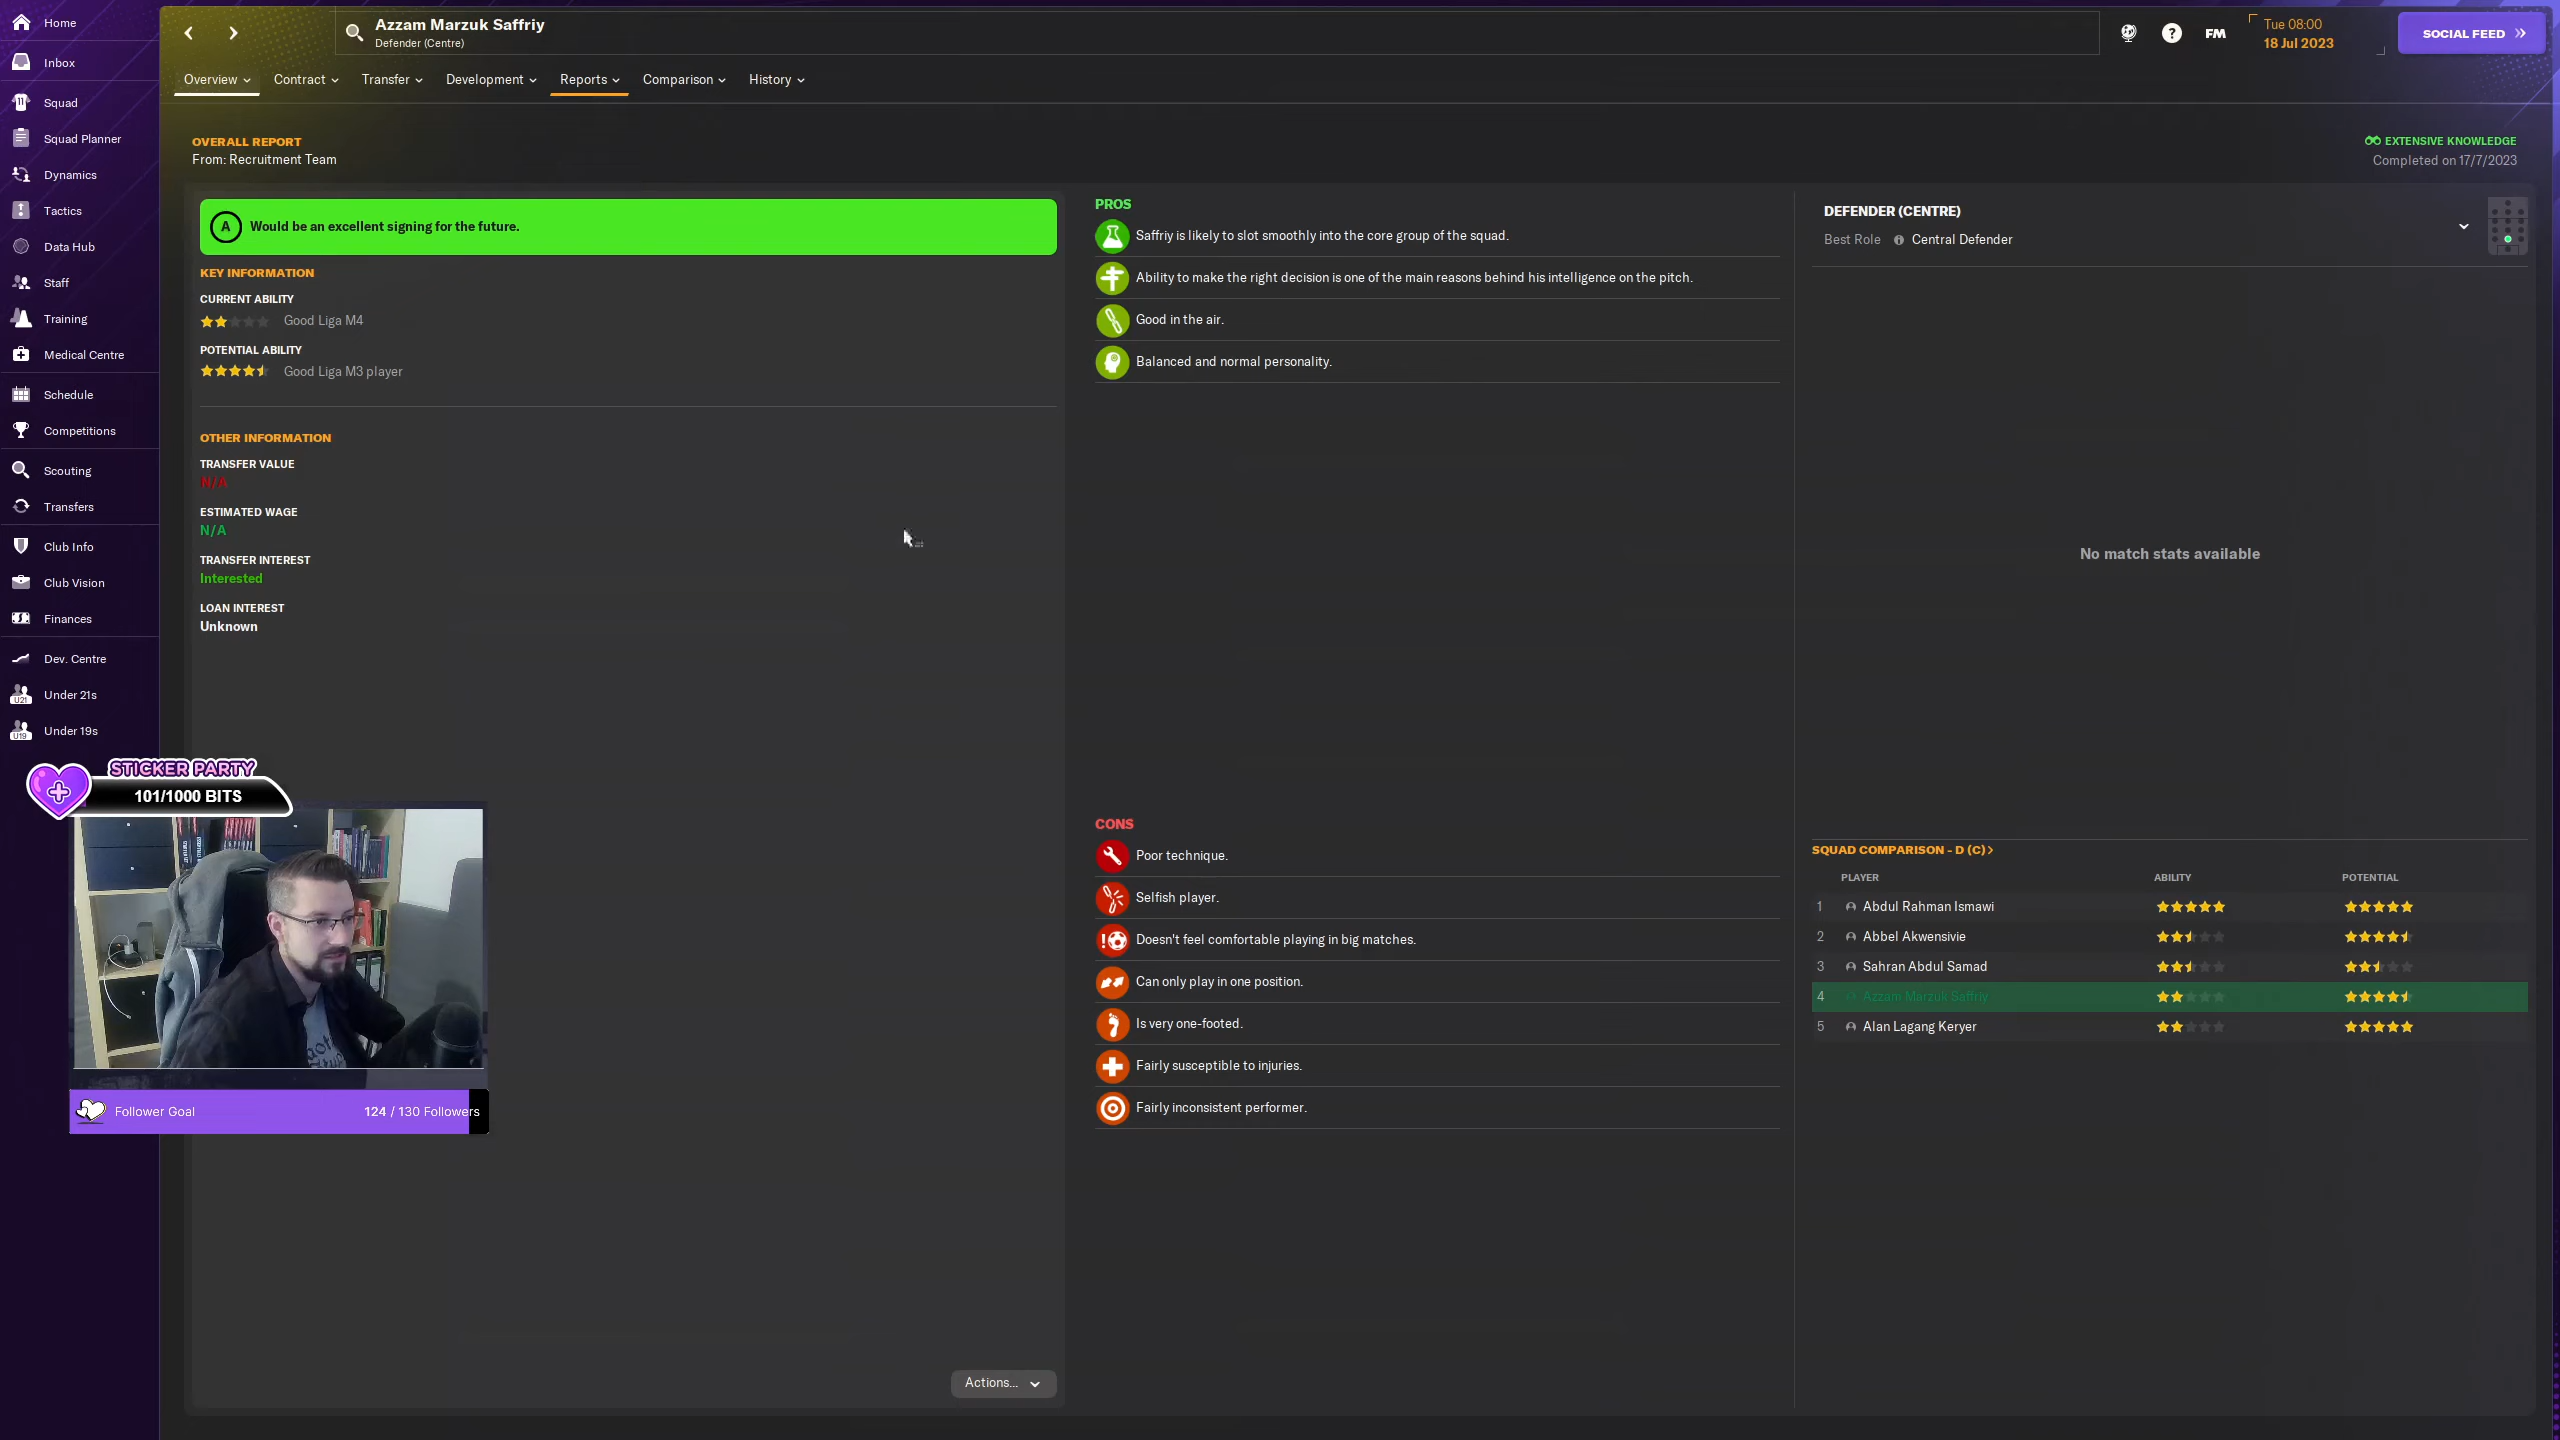 Home
Inbox
Squad
Squad Planner
Dynamics
Tactics
Data Hub
Staff
Training
Medical Centre
Schedule
Competitions
Scouting
Transfers
Club Info
Club Vision
Finances
Dev. Centre
U21
Under 21s
U19
Under 19s
Azzam Marzuk Saffriy
Defender (Centre)
FM
Tue 08:00
18 Jul 2023
SOCIAL FEED
Overview
Contract
Transfer
Development
Reports
Comparison
History
OVERALL REPORT
From: Recruitment Team
EXTENSIVE KNOWLEDGE
Completed on 17/7/2023
A Would be an excellent signing for the future.
KEY INFORMATION
CURRENT ABILITY
Good Liga M4
POTENTIAL ABILITY
Good Liga M3 player
OTHER INFORMATION
TRANSFER VALUE
N/A
ESTIMATED WAGE
N/A
TRANSFER INTEREST
Interested
LOAN INTEREST
Unknown
Actions...
PROS
Saffriy is likely to slot smoothly into the core group of the squad.
Ability to make the right decision is one of the main reasons behind his intelligence on the pitch.
Good in the air.
Balanced and normal personality.
CONS
Poor technique.
Selfish player.
Doesn't feel comfortable playing in big matches.
Can only play in one position.
Is very one-footed.
Fairly susceptible to injuries.
Fairly inconsistent performer.
DEFENDER (CENTRE)
Best Role Central Defender
No match stats available
SQUAD COMPARISON - D (C)
PLAYER ABILITY POTENTIAL
1 Abdul Rahman Ismawi
2 Abbel Akwensivie
3 Sahran Abdul Samad
4 Azzam Marzuk Saffriy
5 Alan Lagang Keryer
STICKER PARTY
101/1000 BITS
Follower Goal 124 / 130 Followers